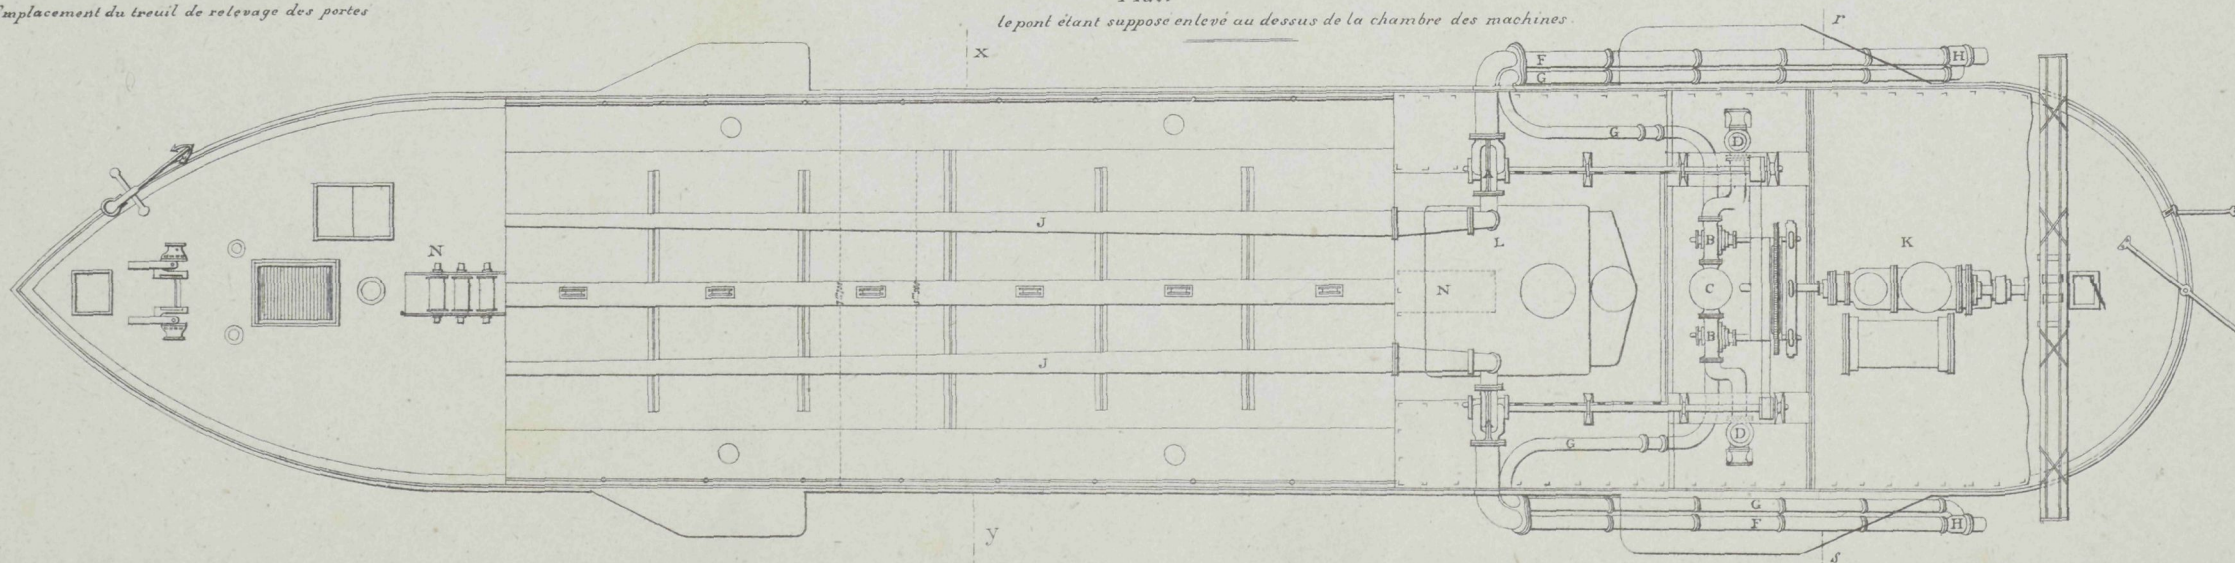 Emplacement du treuil de relevage des portes
le pont étant supposé enlevé au dessus de la chambre des machines.
x
r
F
H
G
G
D
A
N
J
L
K
B
N
C
B
J
A
D
G
G
F
H
y
s